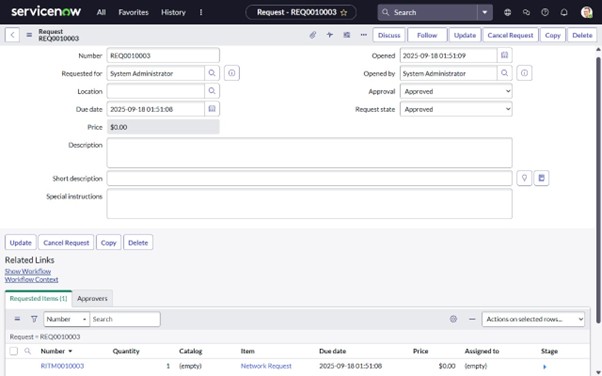 servicenow All Favorites History Request - REQ0010003 Search
Request
REQ0010003
Discuss Follow Update Cancel Request Copy Delete
Number REQ0010003 Opened 2025-09-18 01:51:09
Requested for System Administrator Opened by System Administrator
Location Approval Approved
Due date 2025-09-18 01:51:08 Request state Approved
Price $0.00
Description
Short description
Special instructions
Update Cancel Request Copy Delete
Related Links
Show Workflow
Workflow Context
Requested Items (1) Approvers
Number Search Actions on selected rows...
Request = REQ0010003
Number Quantity Catalog Item Due date Price Assigned to Stage
RITM0010003 1 (empty) Network Request 2025-09-18 01:51:08 $0.00 (empty)